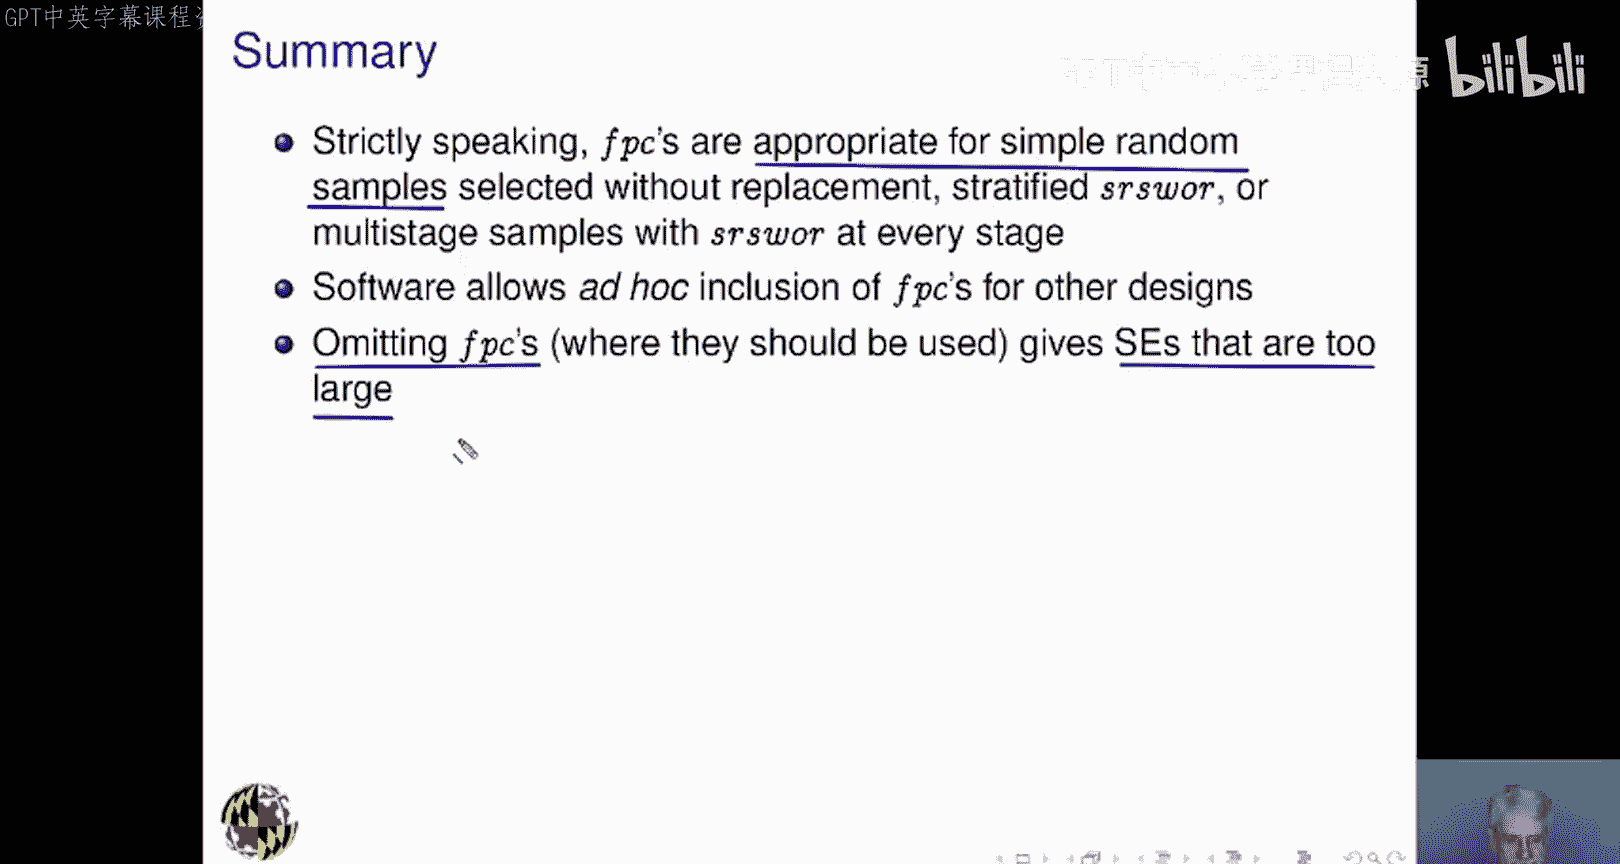 GPT中英字幕课程资
Summary
bilibili
Strictly speaking, fpc's are appropriate for simple random
samples selected without replacement, stratified srswor, or
multistage samples with srswor at every stage
Software allows ad hoc inclusion of fpc's for other designs
Omitting fpc's (where they should be used) gives SEs that are too
large